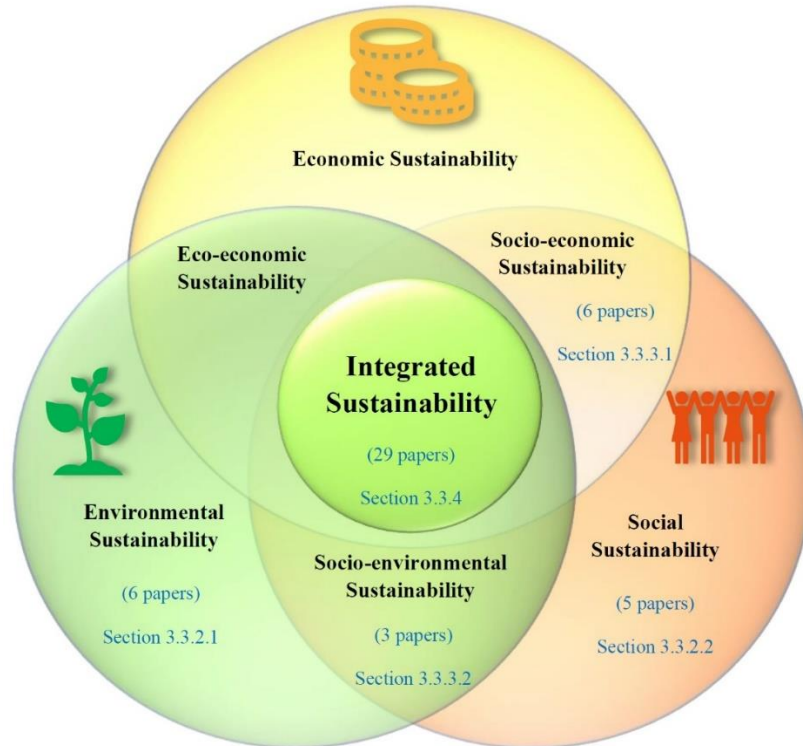 Economic Sustainability
Eco-economic
Sustainability
Socio-economic
Sustainability
(6 papers)
Section 3.3.3.1
Integrated
Sustainability
(29 papers)
Section 3.3.4
Environmental
Sustainability
(6 papers)
Section 3.3.2.1
Socio-environmental
Sustainability
(3 papers)
Section 3.3.3.2
Social
Sustainability
(5 papers)
Section 3.3.2.2